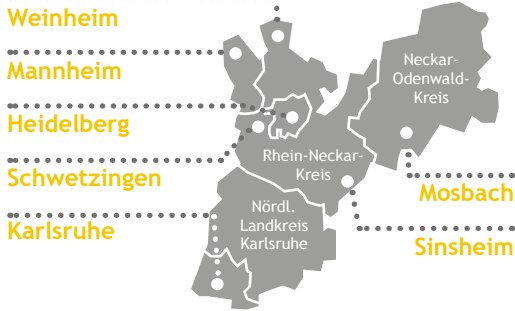 Weinheim
Mannheim
Heidelberg
Schwetzingen
Karlsruhe
Neckar-
Odenwald-
Kreis
Rhein-Neckar-
Kreis
Nördl.
Landkreis
Karlsruhe
Mosbach
Sinsheim